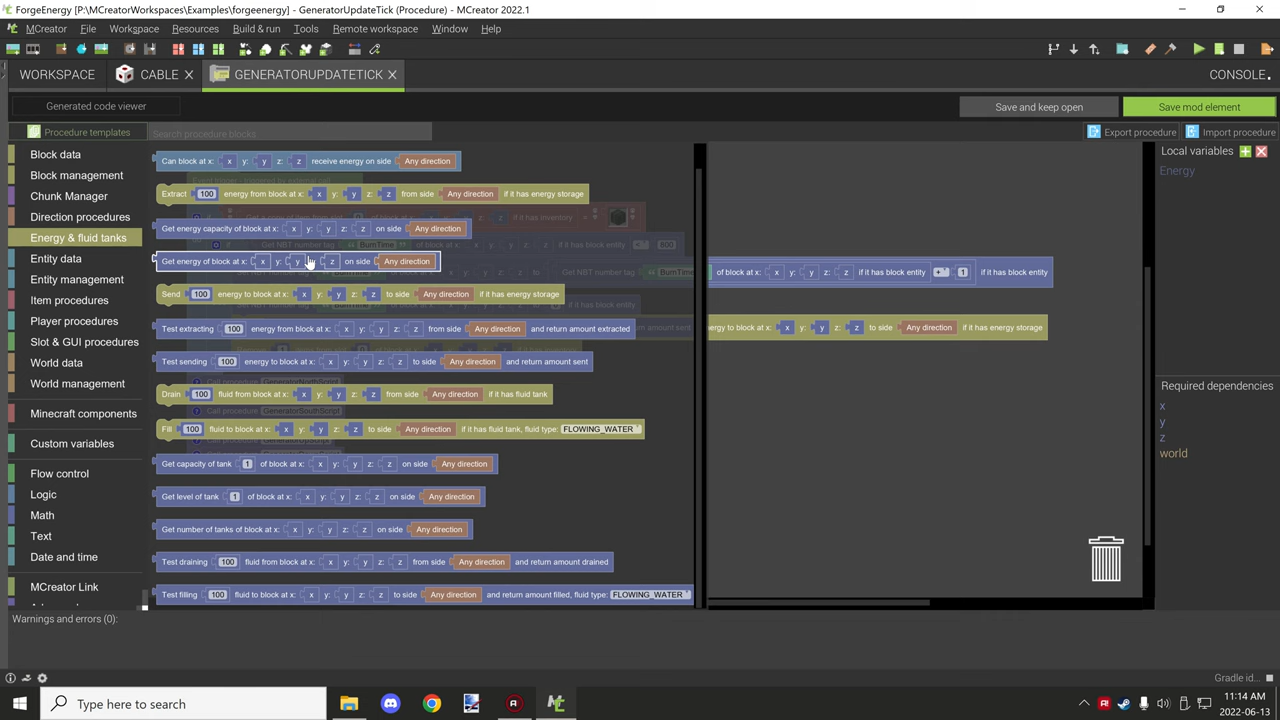 ForgeEnergy [P:\MCreatorWorkspaces\Examples\forgeenergy] - GeneratorUpdateTick (Procedure) - MCreator 2022.1
MCreator File Workspace Resources Build & run Tools Remote workspace Window Help
WORKSPACE CABLE GENERATORUPDATETICK CONSOLE
Generated code viewer Save and keep open Save mod element
Procedure templates Search procedure blocks Export procedure Import procedure
Local variables
Energy
Block data
Block management
Chunk Manager
Direction procedures
Energy & fluid tanks
Entity data
Entity management
Item procedures
Player procedures
Slot & GUI procedures
World data
World management
Minecraft components
Custom variables
Flow control
Logic
Math
Text
Date and time
MCreator Link
Can block at x: x y: y z: z receive energy on side Any direction
Extract 100 energy from block at x: x y: y z: z from side Any direction if it has energy storage
Get energy capacity of block at x: x y: y z: z on side Any direction
Get energy of block at x: x y: y z: z on side Any direction
Send 100 energy to block at x: x y: y z: z to side Any direction if it has energy storage
Test extracting 100 energy from block at x: x y: y z: z from side Any direction and return amount extracted
Test sending 100 energy to block at x: x y: y z: z to side Any direction and return amount sent
Drain 100 fluid from block at x: x y: y z: z from side Any direction if it has fluid tank
Fill 100 fluid to block at x: x y: y z: z to side Any direction if it has fluid tank, fluid type: FLOWING_WATER
Get capacity of tank 1 of block at x: x y: y z: z on side Any direction
Get level of tank 1 of block at x: x y: y z: z on side Any direction
Get number of tanks of block at x: x y: y z: z on side Any direction
Test draining 100 fluid from block at x: x y: y z: z from side Any direction and return amount drained
Test filling 100 fluid to block at x: x y: y z: z to side Any direction and return amount filled, fluid type: FLOWING_WATER
of block at x: x y: y z: z if it has block entity + 1 if it has block entity
energy to block at x: x y: y z: z to side Any direction if it has energy storage
Required dependencies
x
y
z
world
Warnings and errors (0):
Gradle id...
Type here to search
11:14 AM
2022-06-13